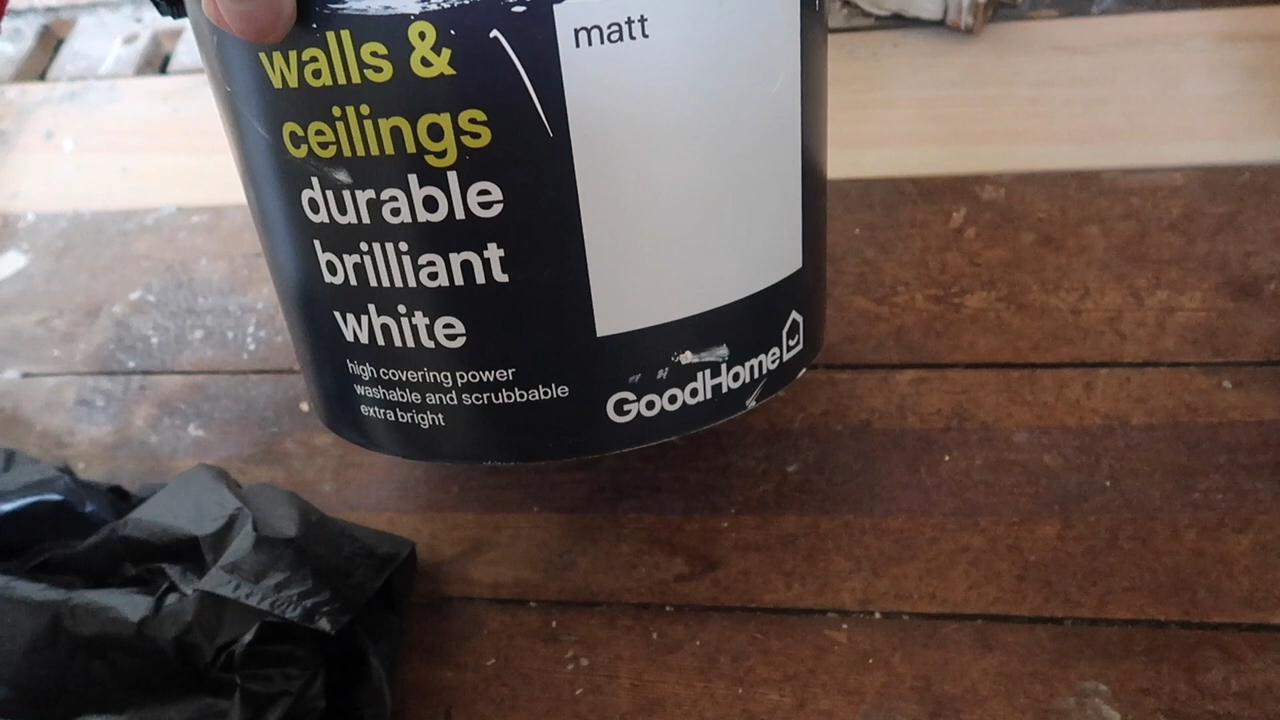 walls &
ceilings
durable
brilliant
white
high covering power
washable and scrubbable
extra bright
matt
GoodHome